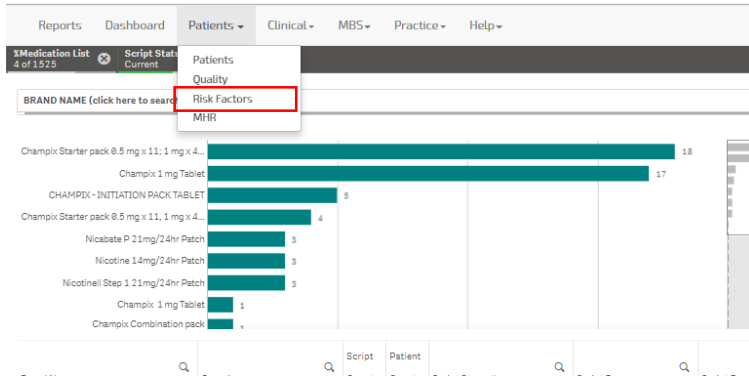 Reports Dashboard Patients Clinical MBS Practice Help
%Medication List
4 of 1525
Script Statu
Current
Patients
Quality
Risk Factors
MHR
BRAND NAME (click here to search
Champix Starter pack 0.5 mg x 11; 1 mg x 4... 18
Champix 1 mg Tablet 17
CHAMPIX - INITIATION PACK TABLET 5
Champix Starter pack 0.5 mg x 11, 1 mg x 4... 4
Nicabate P 21mg/24hr Patch 3
Nicotine 14mg/24hr Patch 3
Nicotinell Step 1 21mg/24hr Patch 3
Champix 1 mg Tablet 1
Champix Combination pack 1
Script Patient